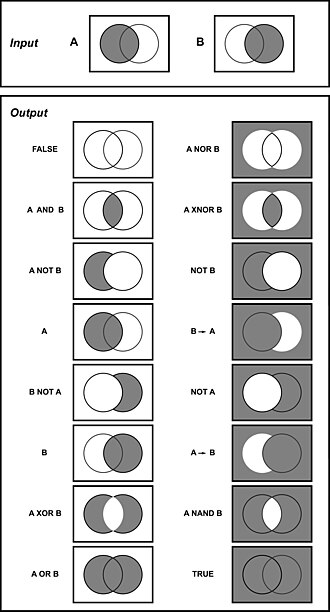 Input
A
B
Output
FALSE
A NOR B
A AND B
A XNOR B
A NOT B
NOT B
A
B → A
B NOT A
NOT A
B
A → B
A XOR B
A NAND B
A OR B
TRUE